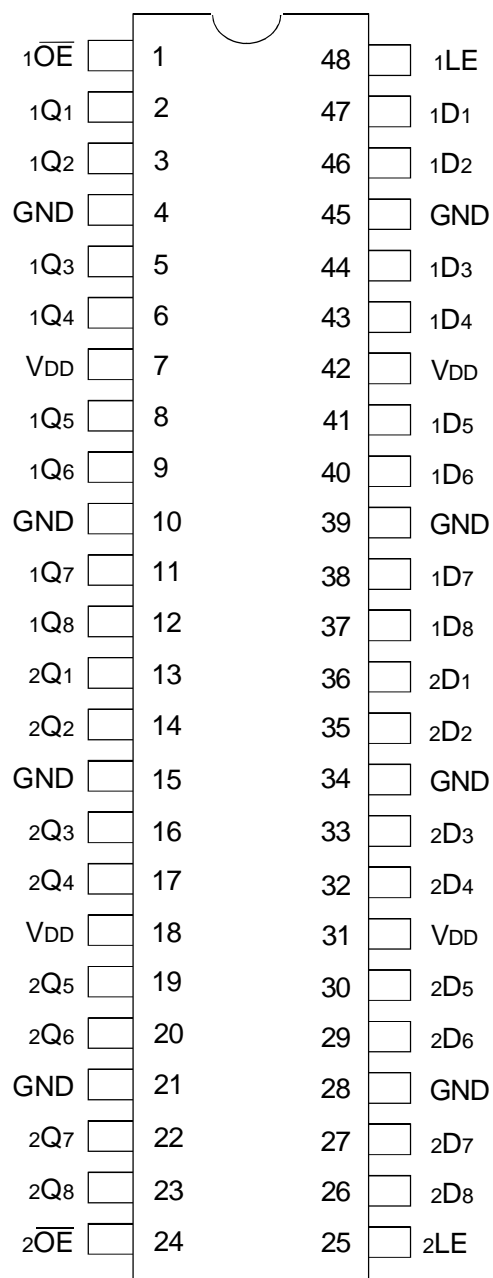 1O̅E̅ 1 48 1LE
1Q1 2 47 1D1
1Q2 3 46 1D2
GND 4 45 GND
1Q3 5 44 1D3
1Q4 6 43 1D4
VDD 7 42 VDD
1Q5 8 41 1D5
1Q6 9 40 1D6
GND 10 39 GND
1Q7 11 38 1D7
1Q8 12 37 1D8
2Q1 13 36 2D1
2Q2 14 35 2D2
GND 15 34 GND
2Q3 16 33 2D3
2Q4 17 32 2D4
VDD 18 31 VDD
2Q5 19 30 2D5
2Q6 20 29 2D6
GND 21 28 GND
2Q7 22 27 2D7
2Q8 23 26 2D8
2O̅E̅ 24 25 2LE